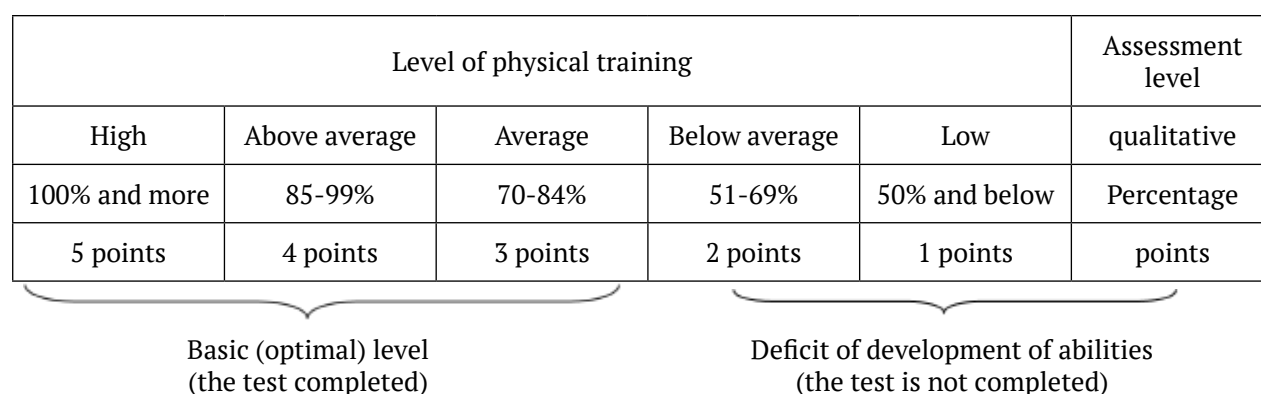 Level of physical training
Assessment
level
High
Above average
Average
Below average
Low
qualitative
100% and more
85-99%
70-84%
51-69%
50% and below
Percentage
5 points
4 points
3 points
2 points
1 points
points
Basic (optimal) level
(the test completed)
Deficit of development of abilities
(the test is not completed)